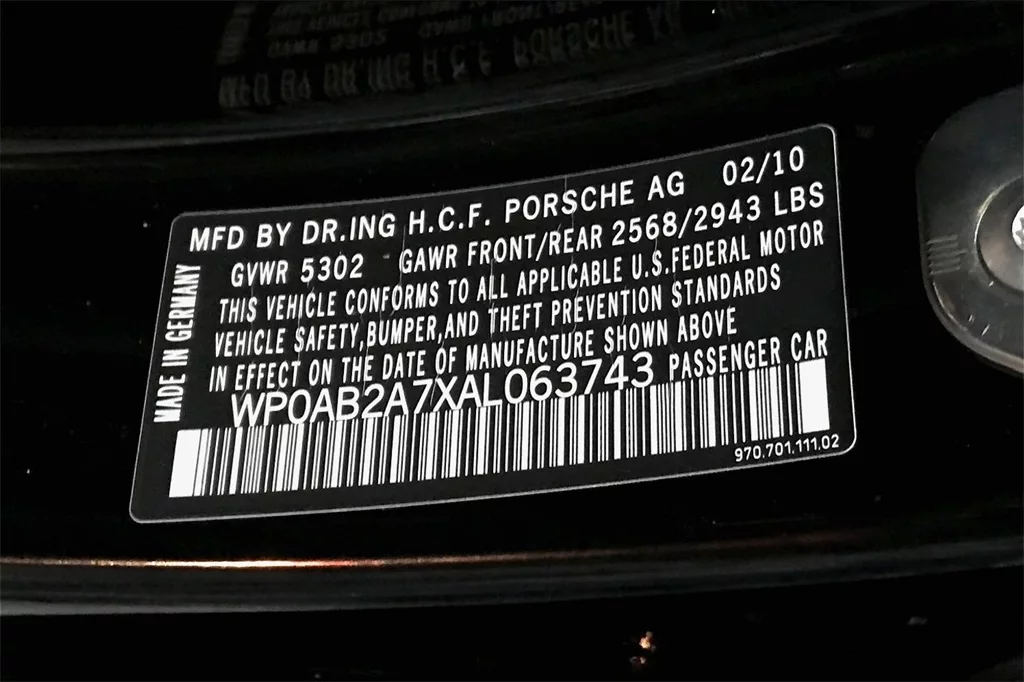 MFD BY DR.ING H.C.F. PORSCHE AG 02/10
GVWR 5302 GAWR FRONT/REAR 2568/2943 LBS
THIS VEHICLE CONFORMS TO ALL APPLICABLE U.S.FEDERAL MOTOR
VEHICLE SAFETY,BUMPER,AND THEFT PREVENTION STANDARDS
IN EFFECT ON THE DATE OF MANUFACTURE SHOWN ABOVE
WP0AB2A7XAL063743 PASSENGER CAR
970.701.111.02
MADE IN GERMANY